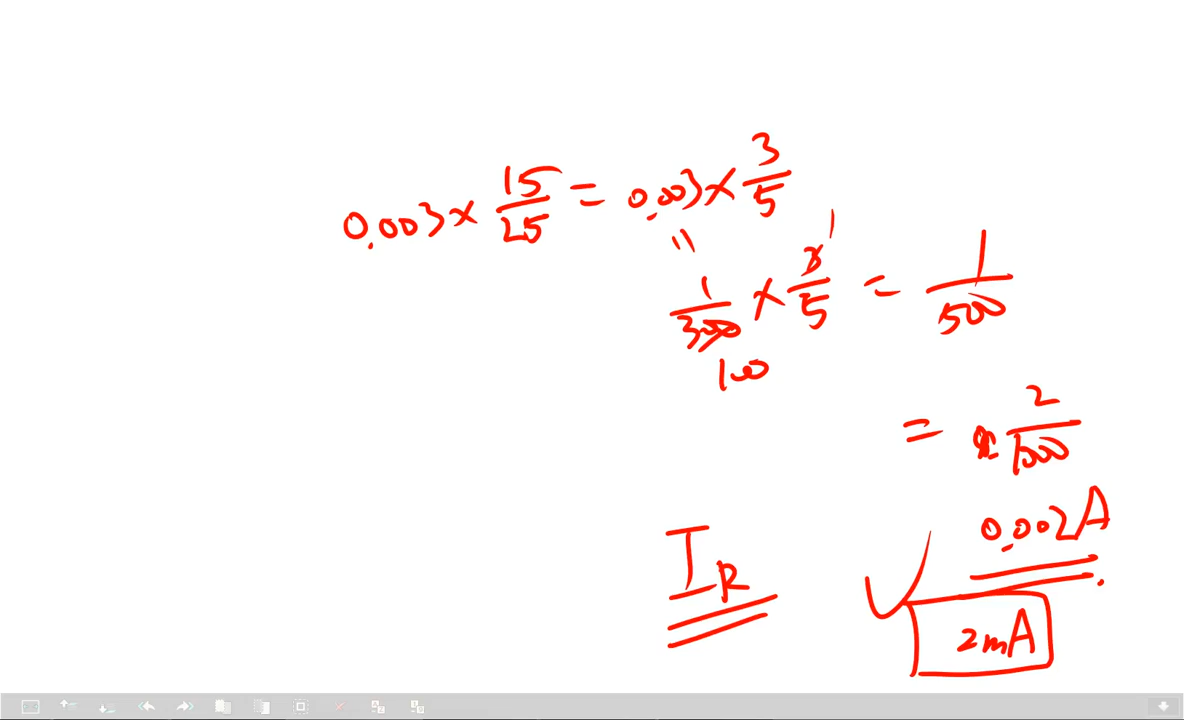 0.003 × 15/25 = 0.003 × 3/5
"
1/300 × 3/5 = 1/500
1
100
= 2/1000
0.002A
I_R
✓ 2mA